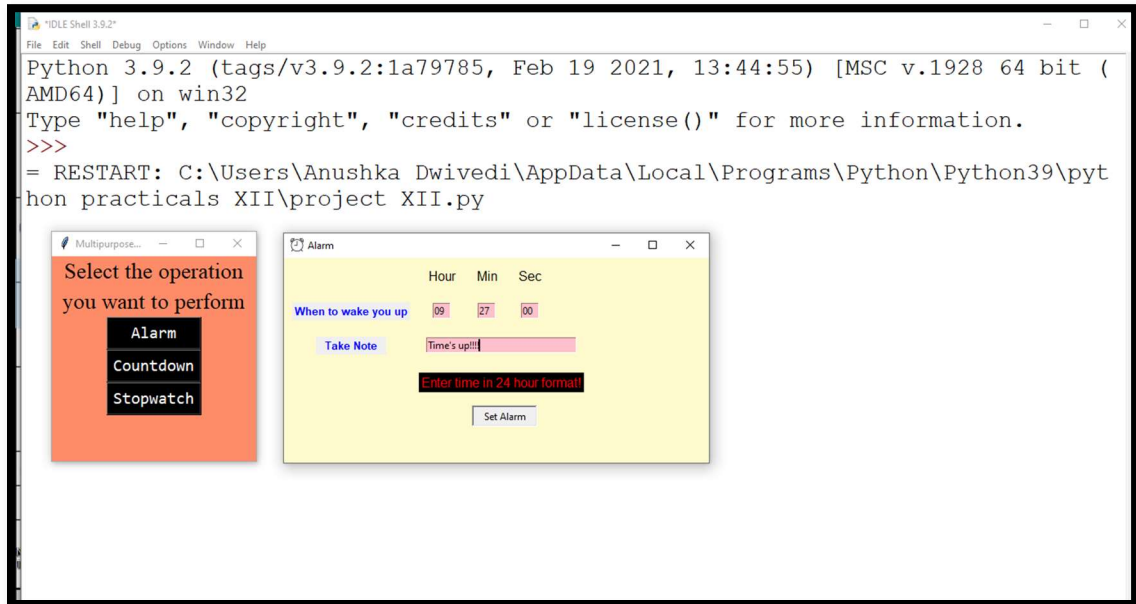 *IDLE Shell 3.9.2*
File Edit Shell Debug Options Window Help
Python 3.9.2 (tags/v3.9.2:1a79785, Feb 19 2021, 13:44:55) [MSC v.1928 64 bit (
AMD64)] on win32
Type "help", "copyright", "credits" or "license()" for more information.
>>>
= RESTART: C:\Users\Anushka Dwivedi\AppData\Local\Programs\Python\Python39\pyt
hon practicals XII\project XII.py
Multipurpose...
Select the operation
you want to perform
Alarm
Countdown
Stopwatch
Alarm
Hour Min Sec
When to wake you up 09 27 00
Take Note Time's up!!!!
Enter time in 24 hour format!
Set Alarm